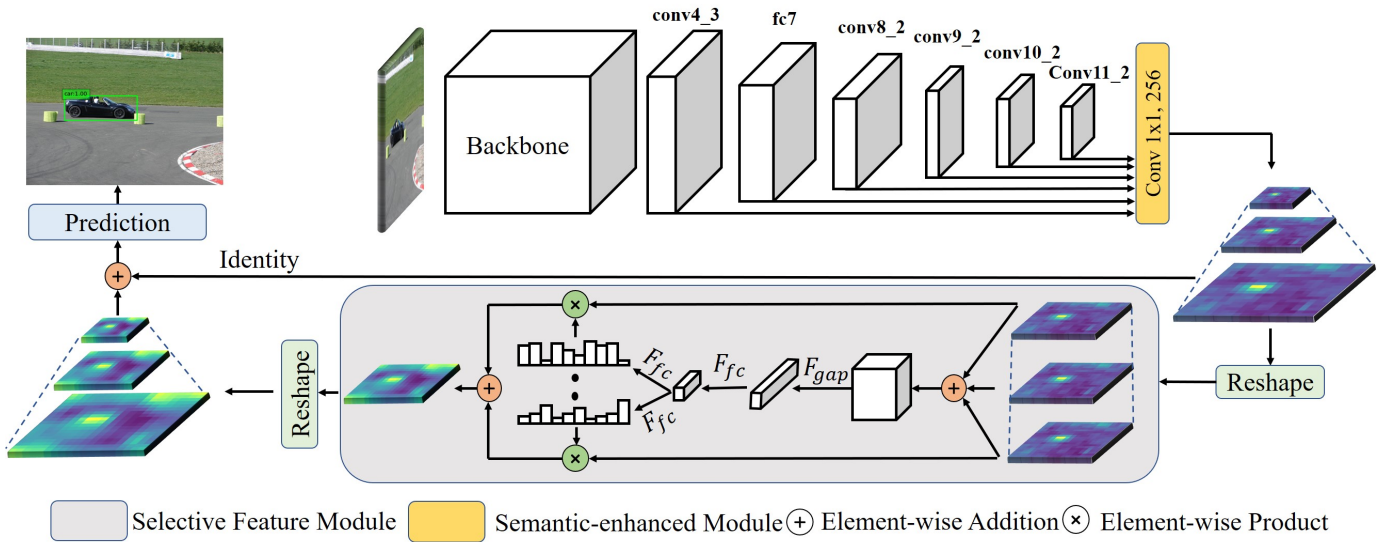 conv4_3
fc7
conv8_2
conv9_2
conv10_2
Conv11_2
car:1.00
Backbone
Conv 1x1, 256
Prediction
Identity
Reshape
F_fc
F_fc
F_gap
F_fc
Reshape
Selective Feature Module
Semantic-enhanced Module
Element-wise Addition
Element-wise Product